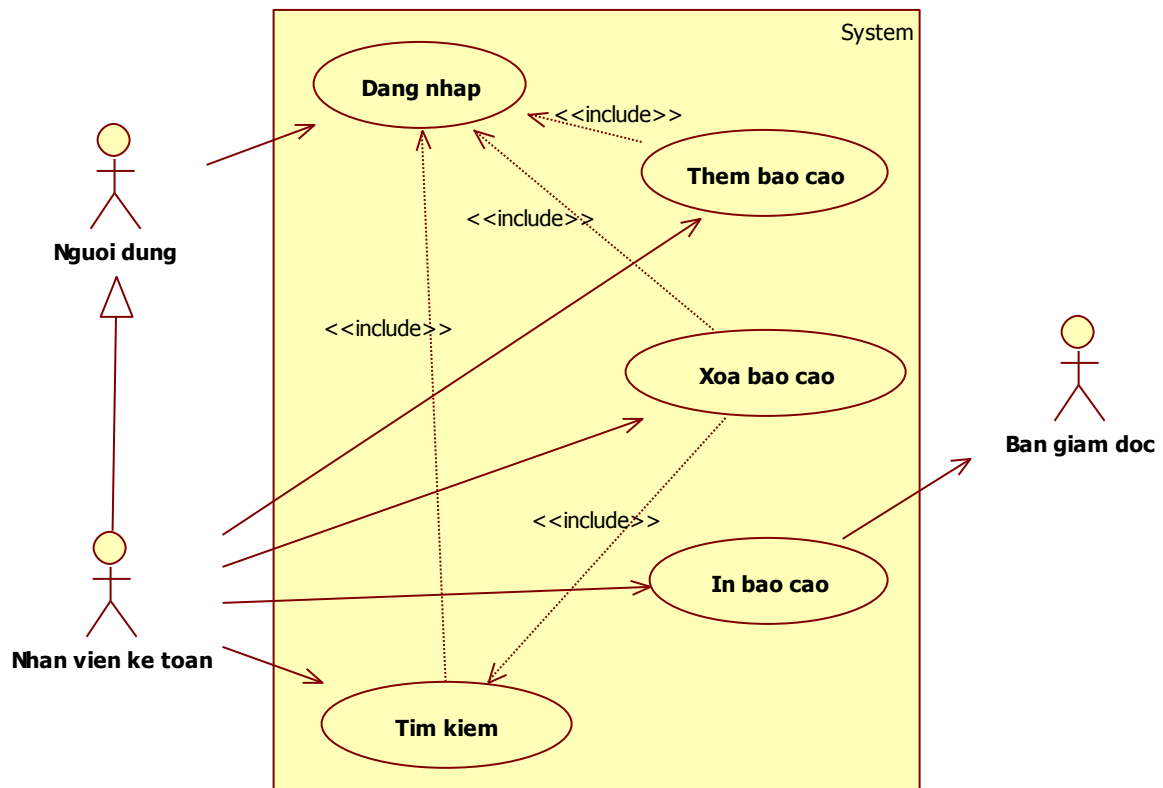 System
Dang nhap
<<include>>
Them bao cao
<<include>>
Nguoi dung
<<include>>
Xoa bao cao
Ban giam doc
<<include>>
In bao cao
Nhan vien ke toan
Tim kiem